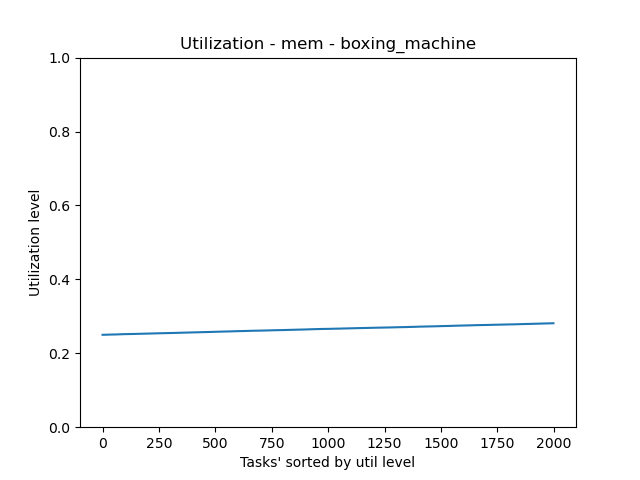 Utilization - mem - boxing_machine
1.0
0.8
0.6
0.4
0.2
0.0
Utilization level
0 250 500 750 1000 1250 1500 1750 2000
Tasks' sorted by util level